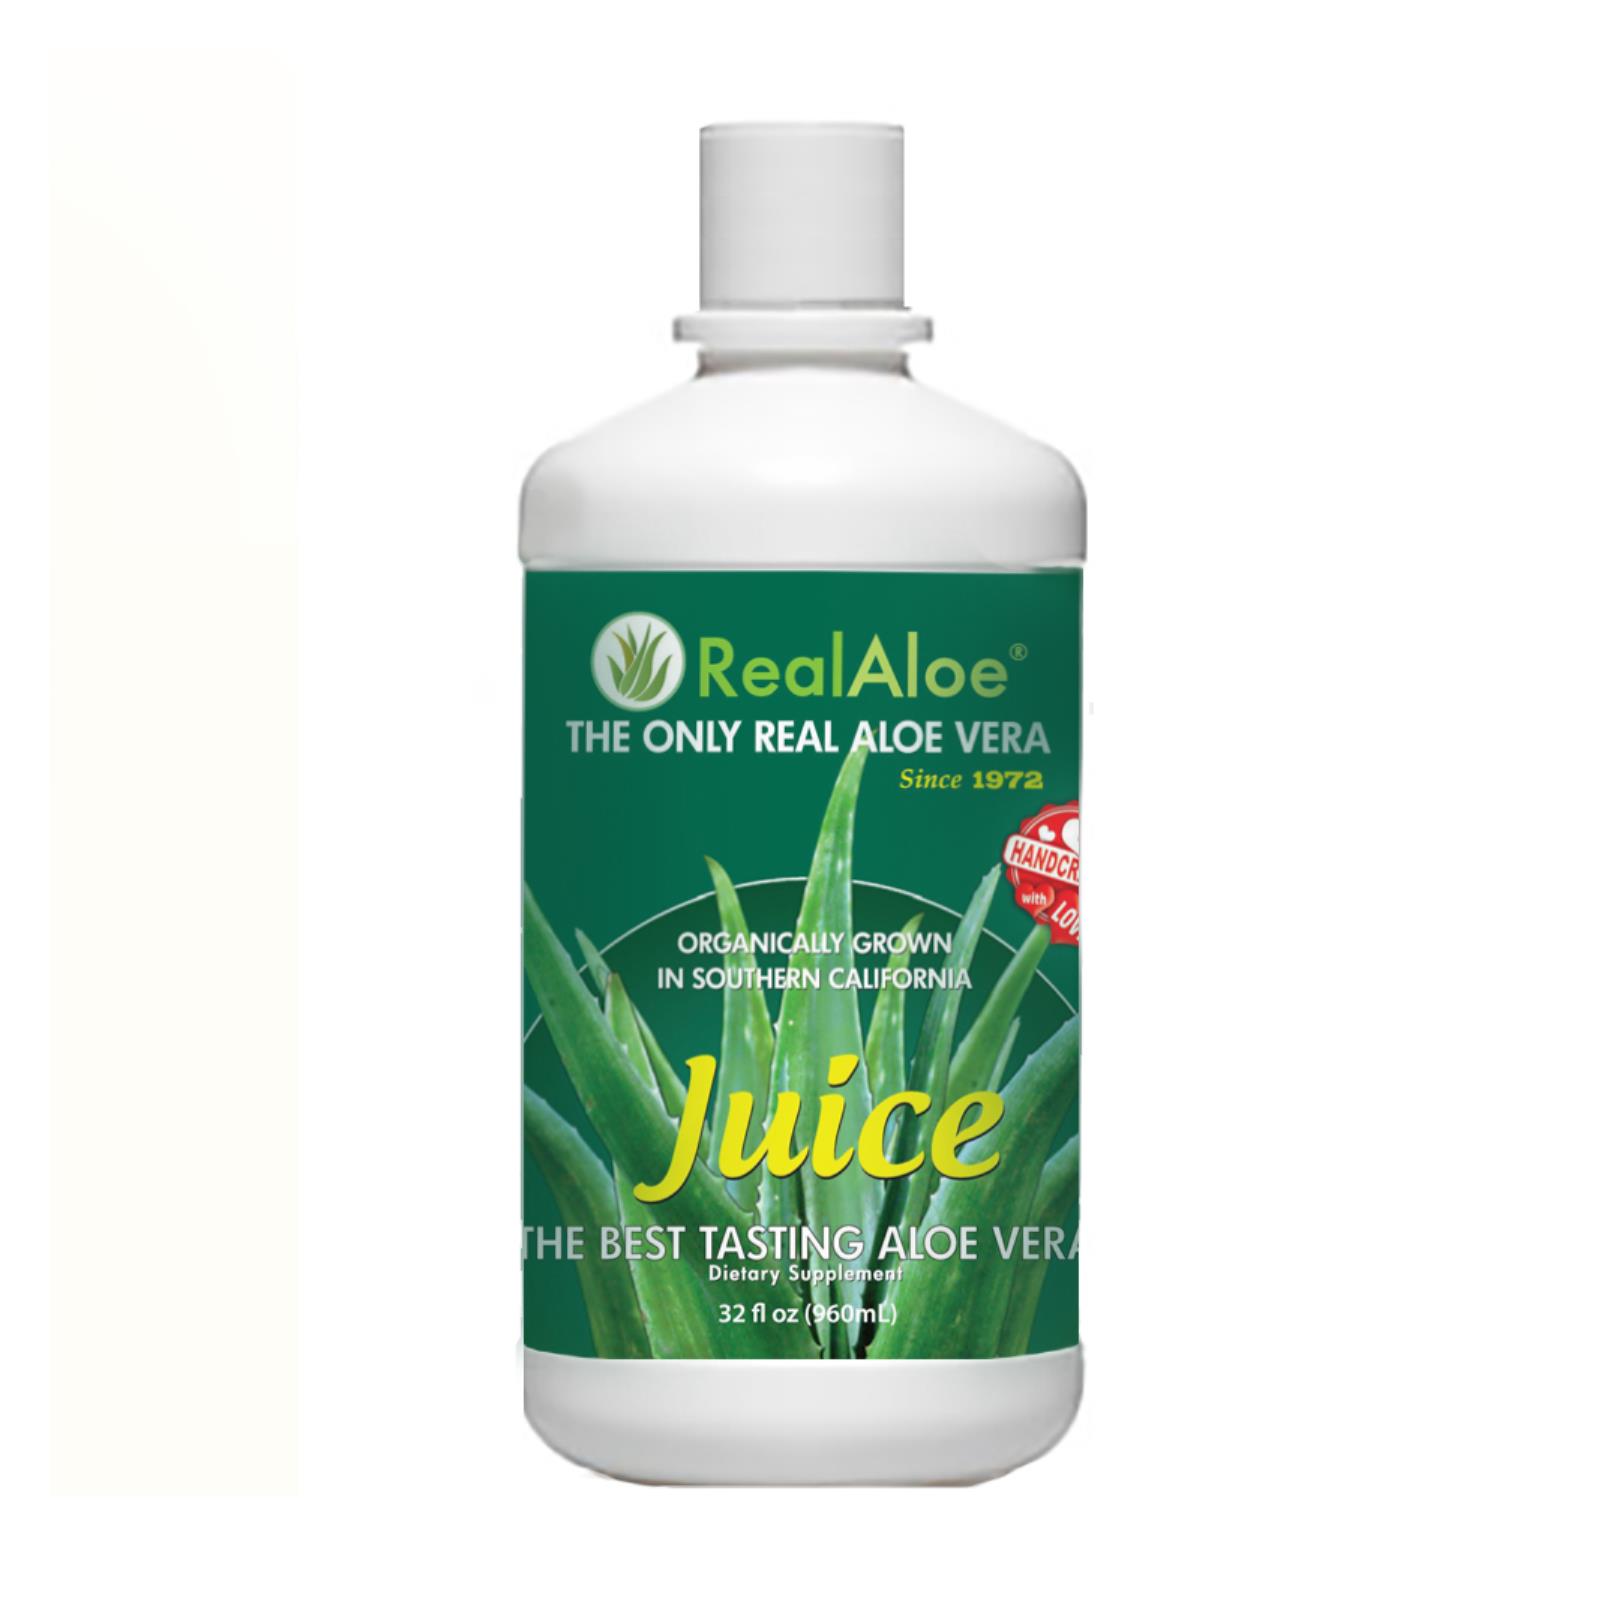 RealAloe®
THE ONLY REAL ALOE VERA
Since 1972
with
ORGANICALLY GROWN
IN SOUTHERN CALIFORNIA
Juice
THE BEST TASTING ALOE VERA
Dietary Supplement
32 fl oz (960mL)